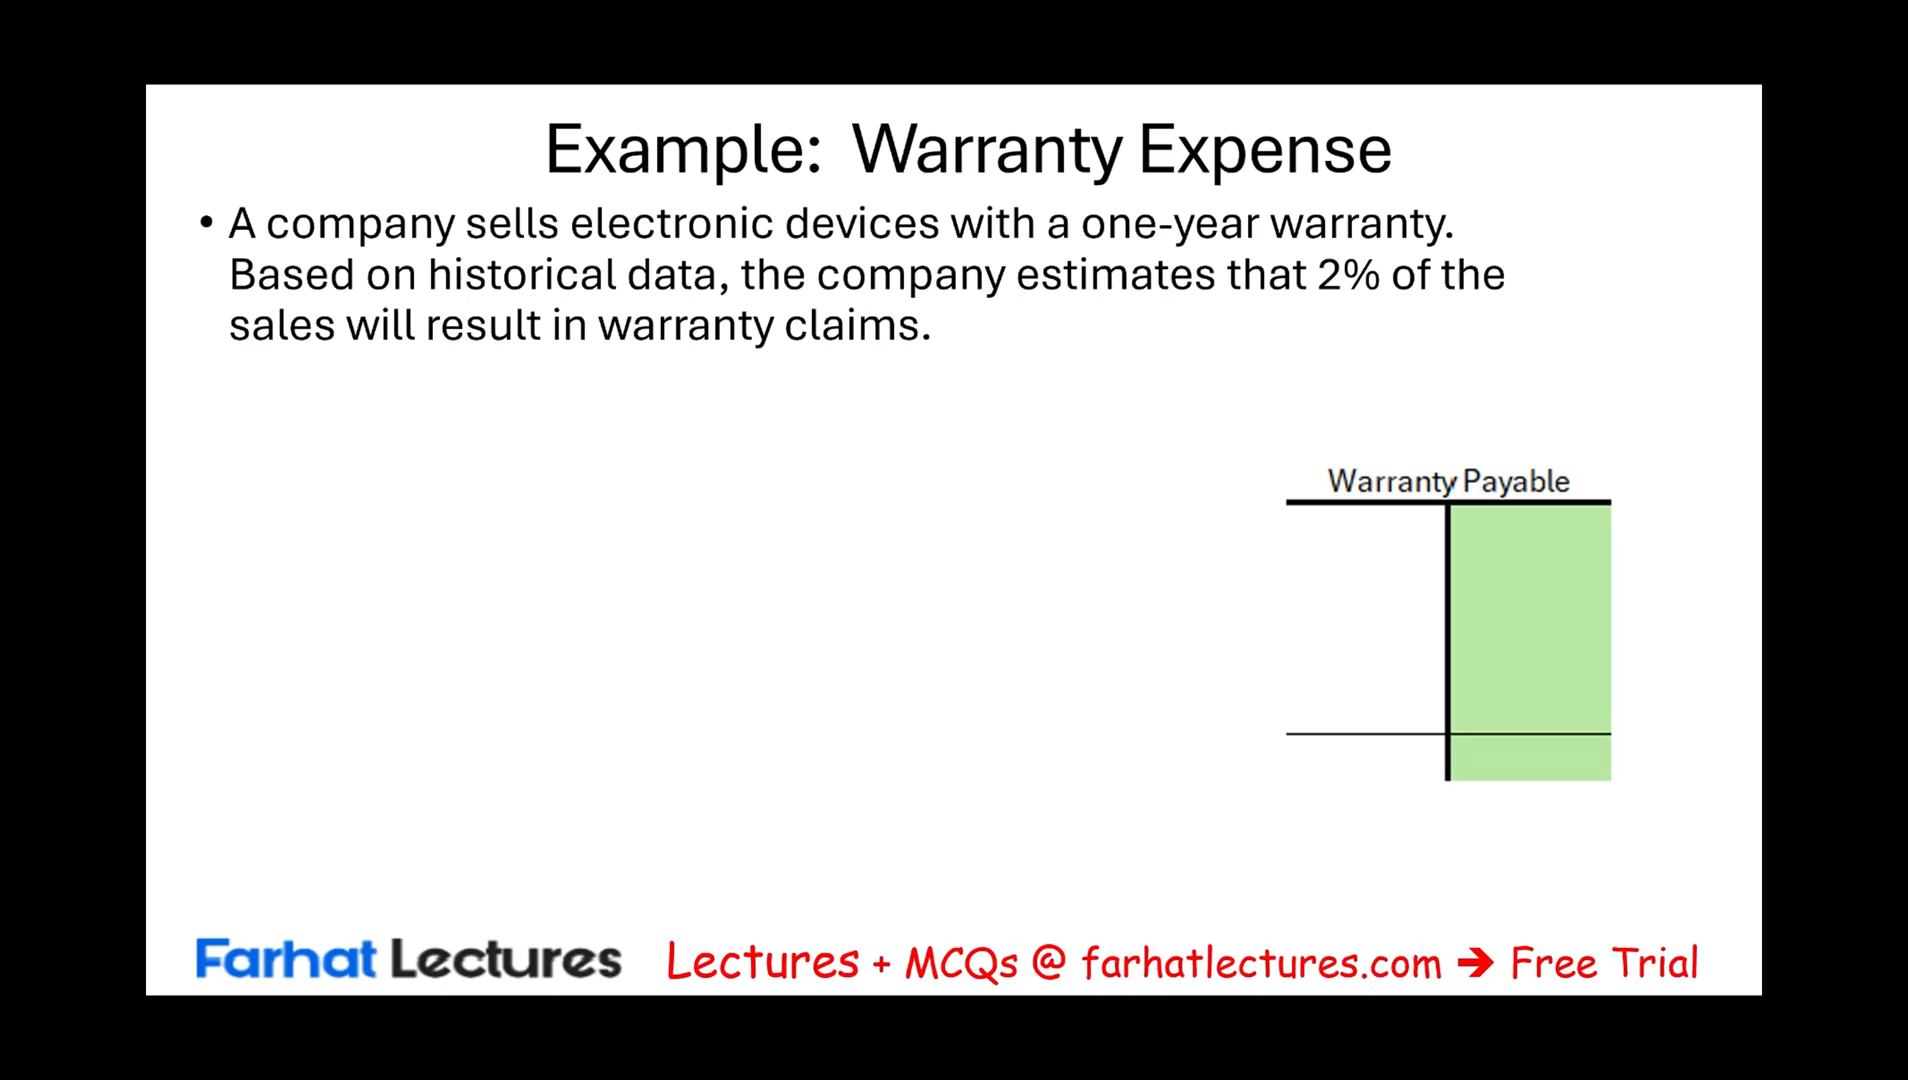 Example: Warranty Expense
• A company sells electronic devices with a one-year warranty.
Based on historical data, the company estimates that 2% of the
sales will result in warranty claims.
Warranty Payable
Farhat Lectures
Lectures + MCQs @ farhatlectures.com ➔ Free Trial